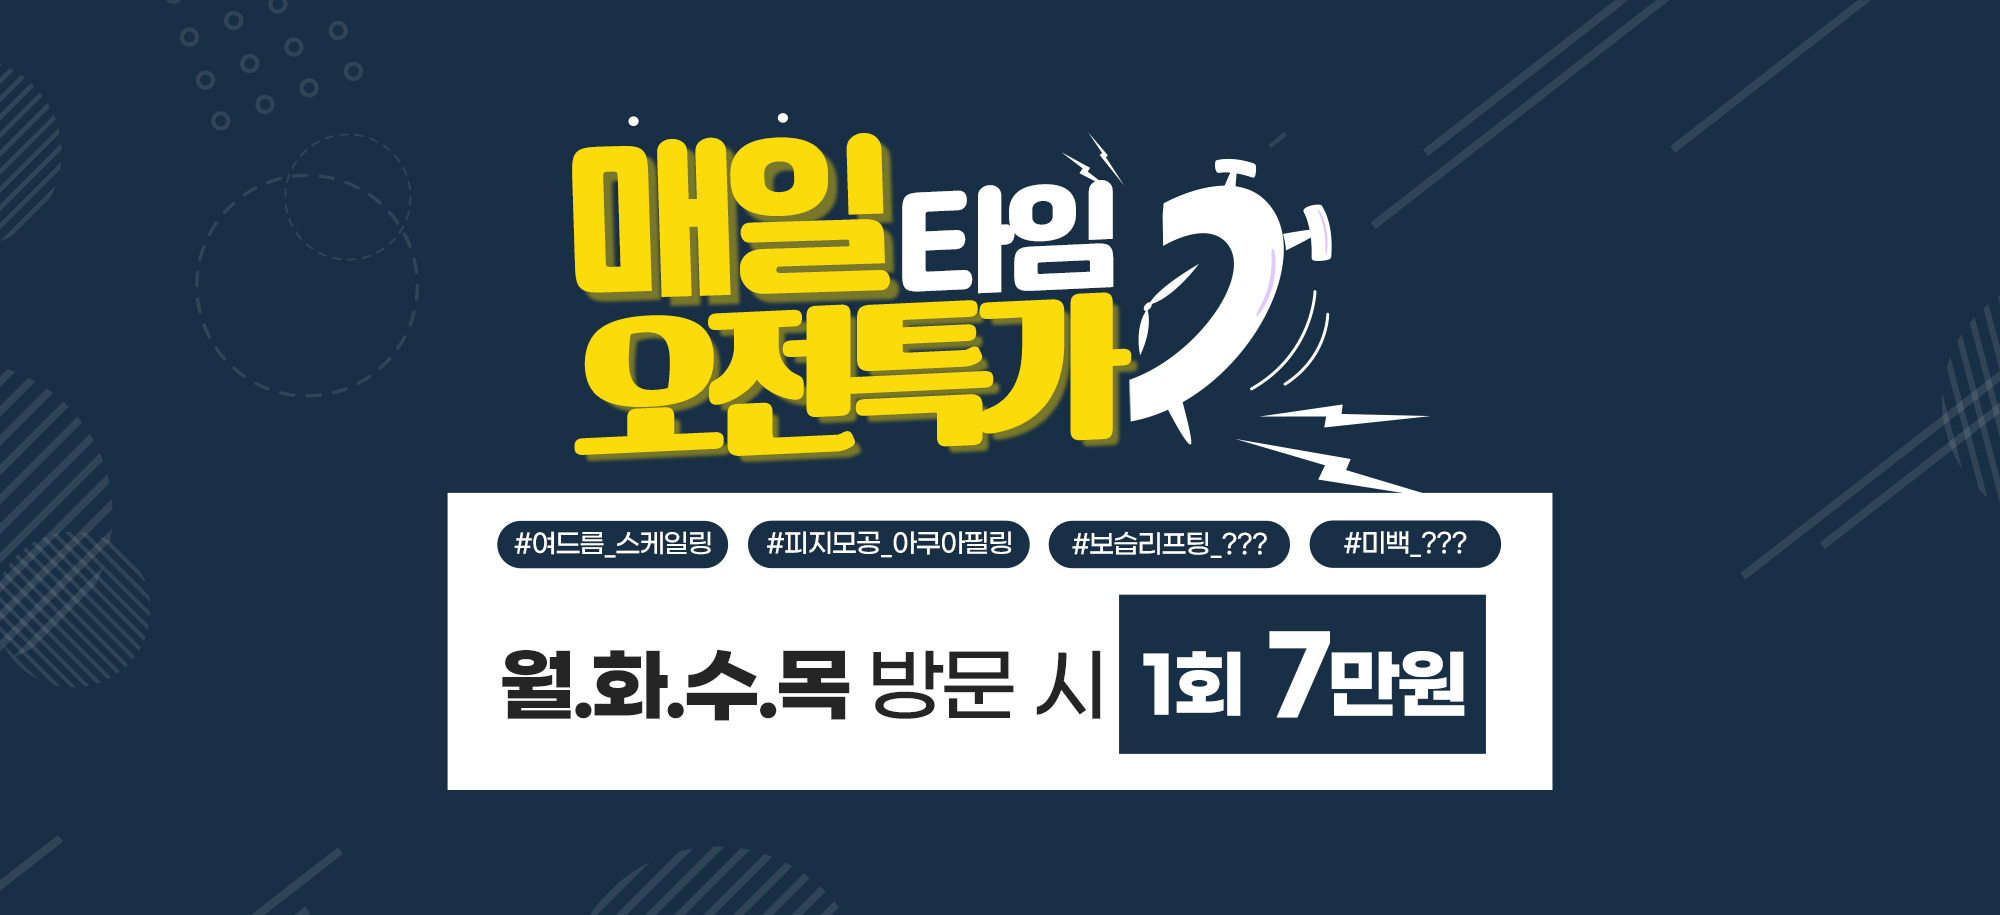 매일타임
오전특가
#여드름_스케일링 #피지모공_아쿠아필링 #보습리프팅_??? #미백_???
월.화.수.목 방문 시 1회 7만원